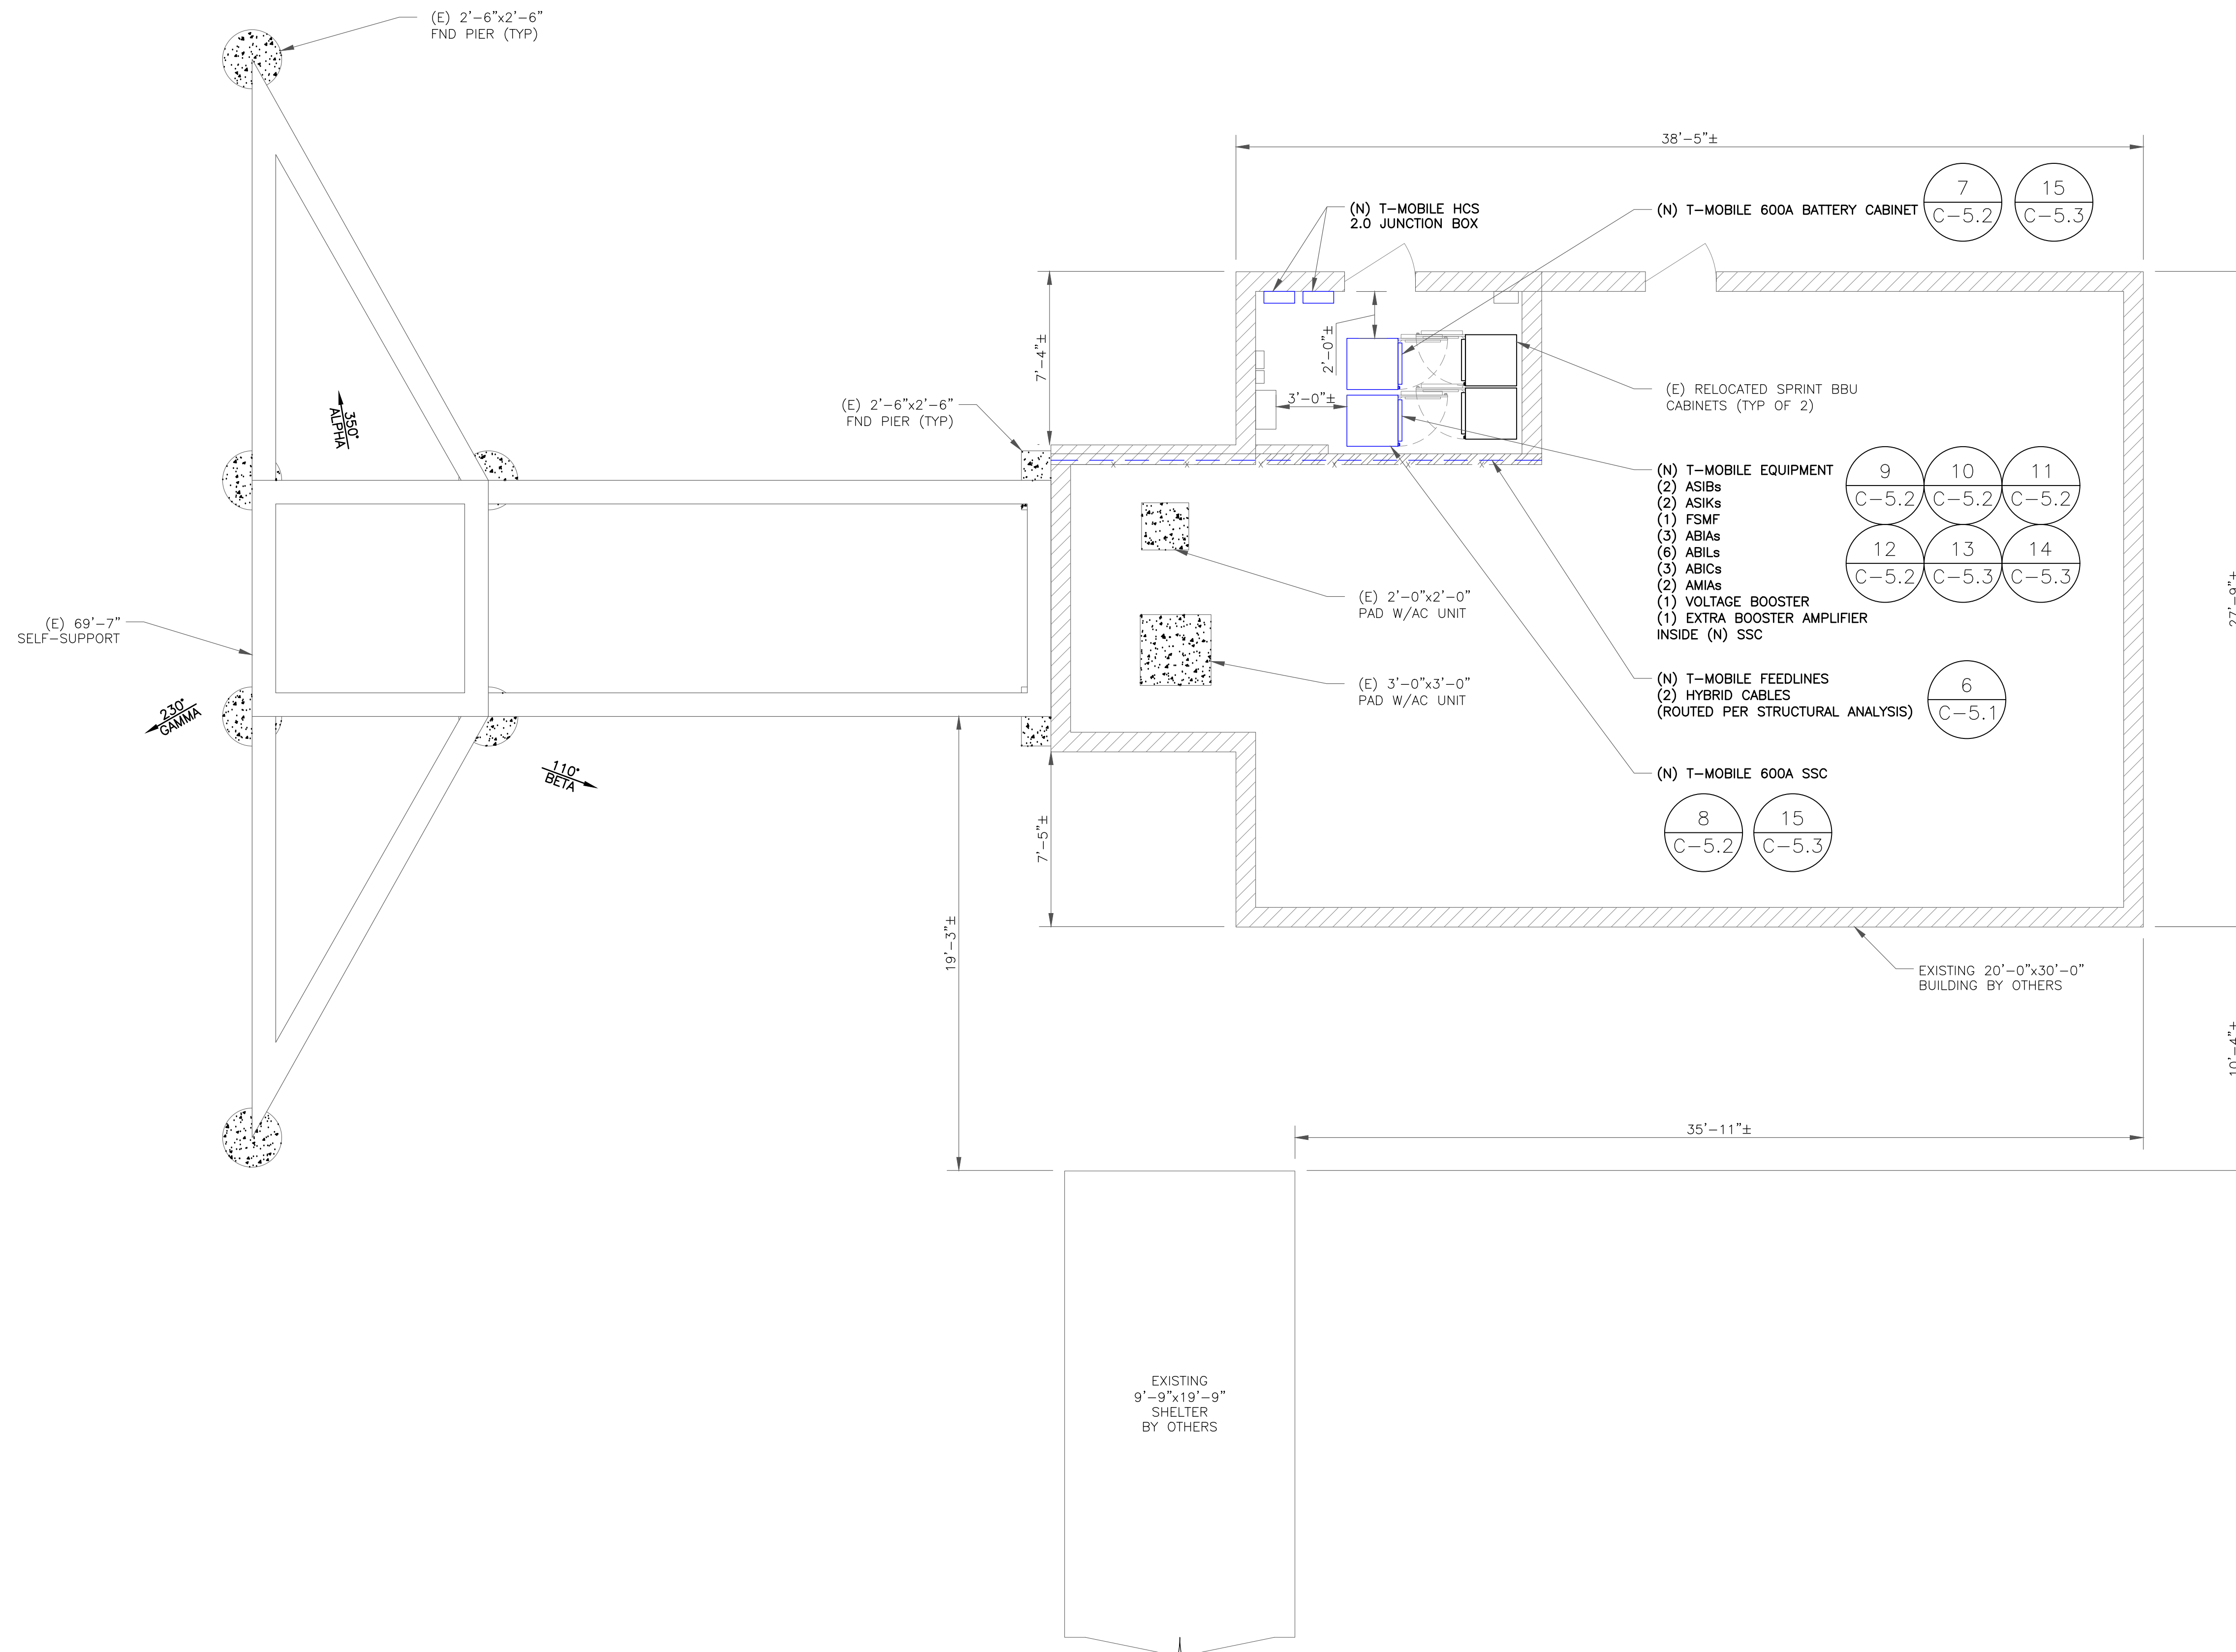 (E) 2'-6"x2'-6"
FND PIER (TYP)
38'-5"±
(N) T-MOBILE HCS
2.0 JUNCTION BOX
(N) T-MOBILE 600A BATTERY CABINET
7
C-5.2
15
C-5.3
7'-4"±
2'-0"±
3'-0"±
(E) RELOCATED SPRINT BBU
CABINETS (TYP OF 2)
350°
ALPHA
(E) 2'-6"x2'-6"
FND PIER (TYP)
(N) T-MOBILE EQUIPMENT
(2) ASIBs
(2) ASIKs
(1) FSMF
(3) ABIAs
(6) ABILs
(3) ABICs
(2) AMIAs
(1) VOLTAGE BOOSTER
(1) EXTRA BOOSTER AMPLIFIER
INSIDE (N) SSC
9
C-5.2
10
C-5.2
11
C-5.2
12
C-5.2
13
C-5.3
14
C-5.3
27'-9"±
(E) 2'-0"x2'-0"
PAD W/AC UNIT
(E) 69'-7"
SELF-SUPPORT
(E) 3'-0"x3'-0"
PAD W/AC UNIT
(N) T-MOBILE FEEDLINES
(2) HYBRID CABLES
(ROUTED PER STRUCTURAL ANALYSIS)
6
C-5.1
230°
GAMMA
110°
BETA
(N) T-MOBILE 600A SSC
8
C-5.2
15
C-5.3
7'-5"±
19'-3"±
EXISTING 20'-0"x30'-0"
BUILDING BY OTHERS
10'-4"±
35'-11"±
EXISTING
9'-9"x19'-9"
SHELTER
BY OTHERS